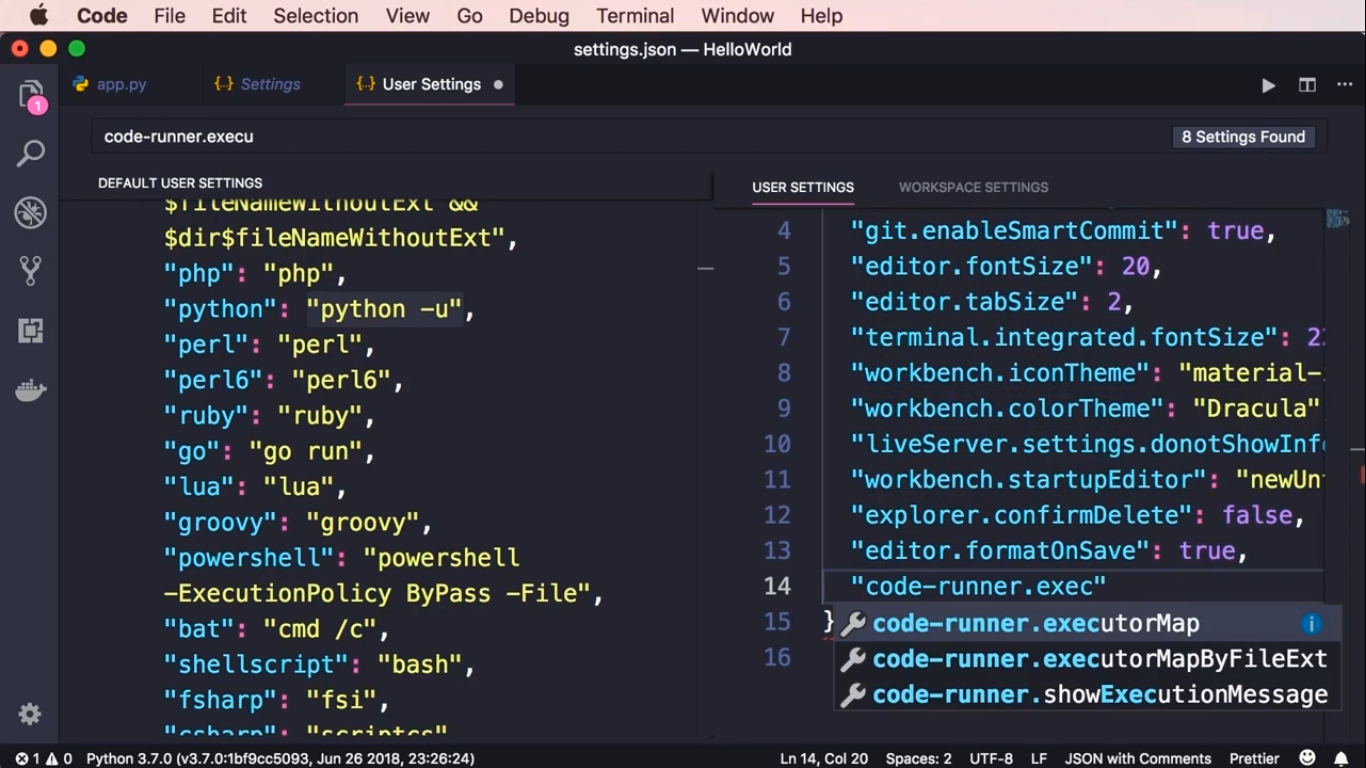 Code File Edit Selection View Go Debug Terminal Window Help
settings.json — HelloWorld
app.py
Settings
User Settings
1
code-runner.execu
8 Settings Found
DEFAULT USER SETTINGS
$fileNameWithoutExt &&
$dir$fileNameWithoutExt",
"php": "php",
"python": "python -u",
"perl": "perl",
"perl6": "perl6",
"ruby": "ruby",
"go": "go run",
"lua": "lua",
"groovy": "groovy",
"powershell": "powershell
-ExecutionPolicy ByPass -File",
"bat": "cmd /c",
"shellscript": "bash",
"fsharp": "fsi",
"csharp": "scriptcs"
USER SETTINGS WORKSPACE SETTINGS
4 "git.enableSmartCommit": true,
5 "editor.fontSize": 20,
6 "editor.tabSize": 2,
7 "terminal.integrated.fontSize": 2
8 "workbench.iconTheme": "material-
9 "workbench.colorTheme": "Dracula"
10 "liveServer.settings.donotShowInf
11 "workbench.startupEditor": "newUn
12 "explorer.confirmDelete": false,
13 "editor.formatOnSave": true,
14 "code-runner.exec"
15 }
code-runner.executorMap
16
code-runner.executorMapByFileExt
code-runner.showExecutionMessage
1 0 Python 3.7.0 (v3.7.0:1bf9cc5093, Jun 26 2018, 23:26:24) Ln 14, Col 20 Spaces: 2 UTF-8 LF JSON with Comments Prettier